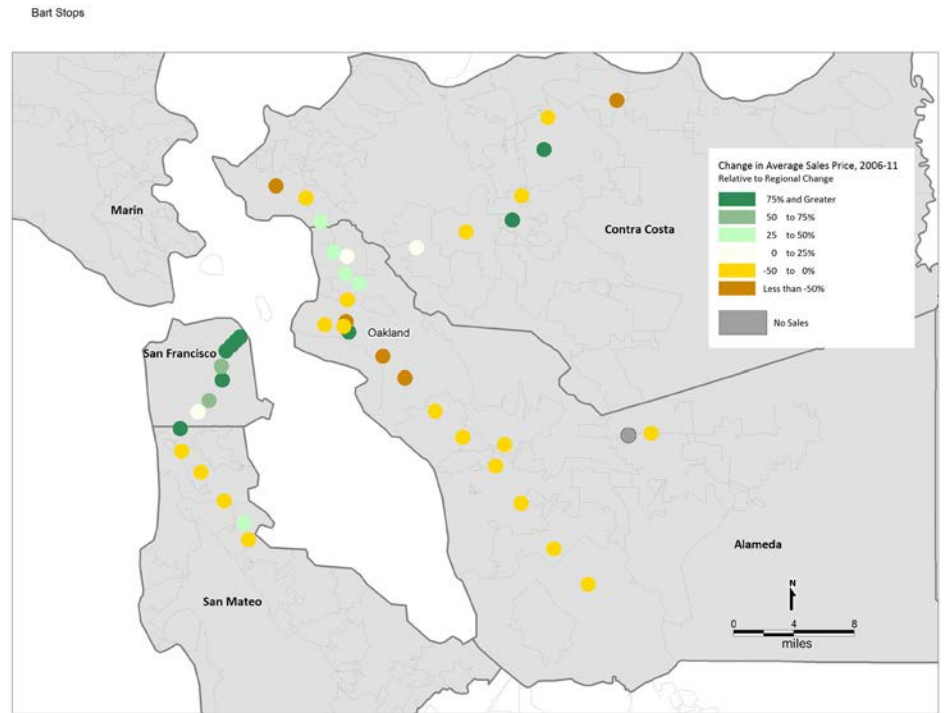 Bart Stops
Marin
Contra Costa
Change in Average Sales Price, 2006-11
Relative to Regional Change
75% and Greater
50 to 75%
25 to 50%
0 to 25%
-50 to 0%
Less than -50%
No Sales
Oakland
San Francisco
Alameda
San Mateo
N
0 4 8
miles